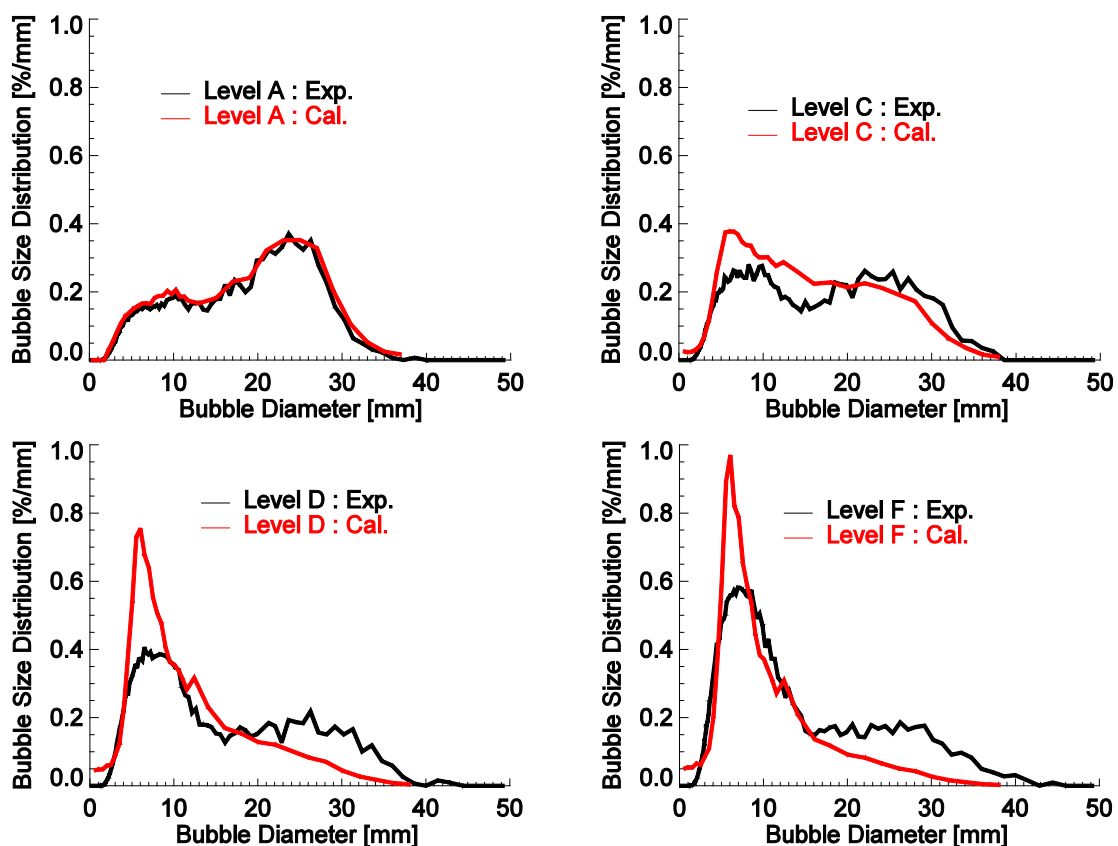 Bubble Size Distribution [%/mm]
1.0
0.8
0.6
0.4
0.2
0.0
Level A : Exp.
Level A : Cal.
0 10 20 30 40 50
Bubble Diameter [mm]
Bubble Size Distribution [%/mm]
1.0
0.8
0.6
0.4
0.2
0.0
Level C : Exp.
Level C : Cal.
0 10 20 30 40 50
Bubble Diameter [mm]
Bubble Size Distribution [%/mm]
1.0
0.8
0.6
0.4
0.2
0.0
Level D : Exp.
Level D : Cal.
0 10 20 30 40 50
Bubble Diameter [mm]
Bubble Size Distribution [%/mm]
1.0
0.8
0.6
0.4
0.2
0.0
Level F : Exp.
Level F : Cal.
0 10 20 30 40 50
Bubble Diameter [mm]